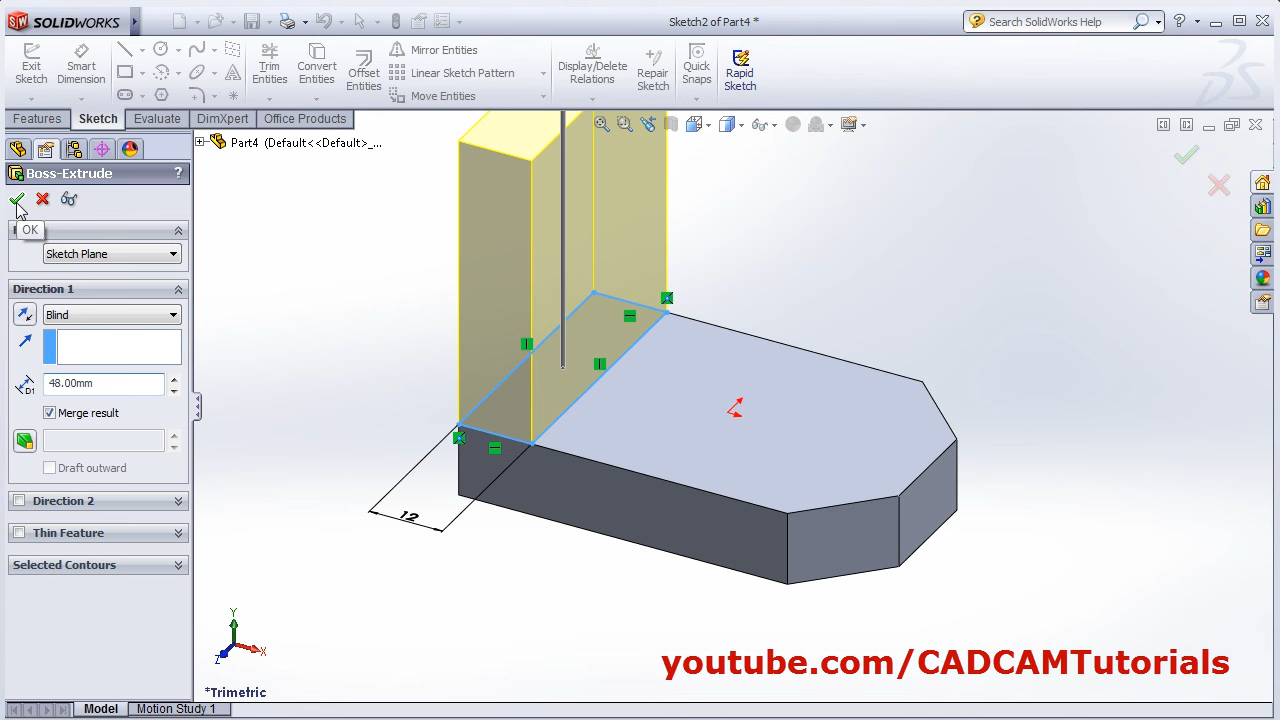 SOLIDWORKS
Sketch2 of Part4 *
Search SolidWorks Help
Exit Sketch
Smart Dimension
Trim Entities
Convert Entities
Offset Entities
Mirror Entities
Linear Sketch Pattern
Move Entities
Display/Delete Relations
Repair Sketch
Quick Snaps
Rapid Sketch
Features
Sketch
Evaluate
DimXpert
Office Products
Part4 (Default<<Default>_...
Boss-Extrude
?
OK
Sketch Plane
Direction 1
Blind
D1
48.00mm
Merge result
Draft outward
Direction 2
Thin Feature
Selected Contours
12
Y
X
Z
*Trimetric
youtube.com/CADCAMTutorials
Model
Motion Study 1